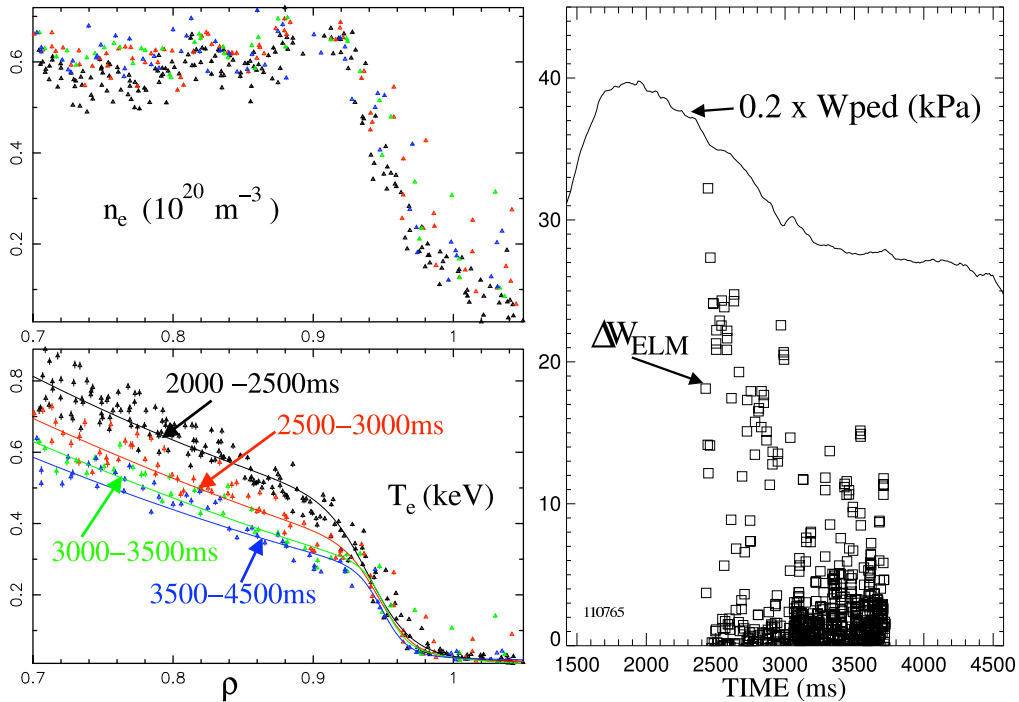 0.6
0.4
0.2
n_e (10^20 m^-3)
0.7 0.8 0.9 1
0.8
0.6
0.4
0.2
2000 –2500ms
2500–3000ms
T_e (keV)
3000–3500ms
3500–4500ms
0.7 0.8 0.9 1
ρ
40
30
20
10
0
0.2 x Wped (kPa)
ΔW_ELM
110765
1500 2000 2500 3000 3500 4000 4500
TIME (ms)